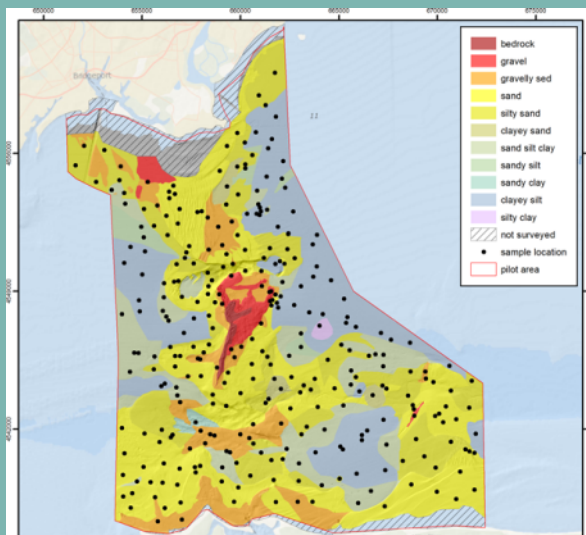 650000 655000 660000 665000 670000 675000
Bridgeport
11
bedrock
gravel
gravelly sed
sand
silty sand
clayey sand
sand silt clay
sandy silt
sandy clay
clayey silt
silty clay
not surveyed
sample location
pilot area